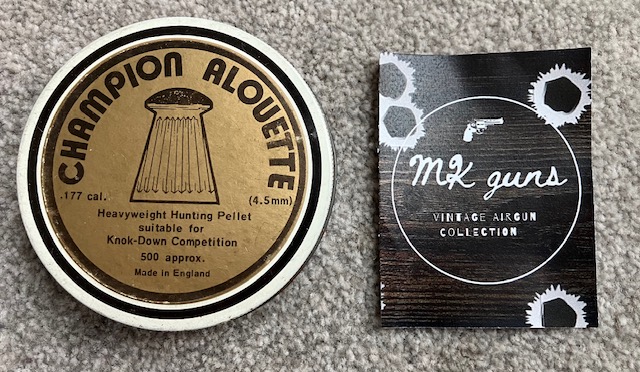 CHAMPION ALOUETTE
.177 cal.
(4.5mm)
Heavyweight Hunting Pellet
suitable for
Knok-Down Competition
500 approx.
Made in England
MK guns
VINTAGE AIRGUN
COLLECTION